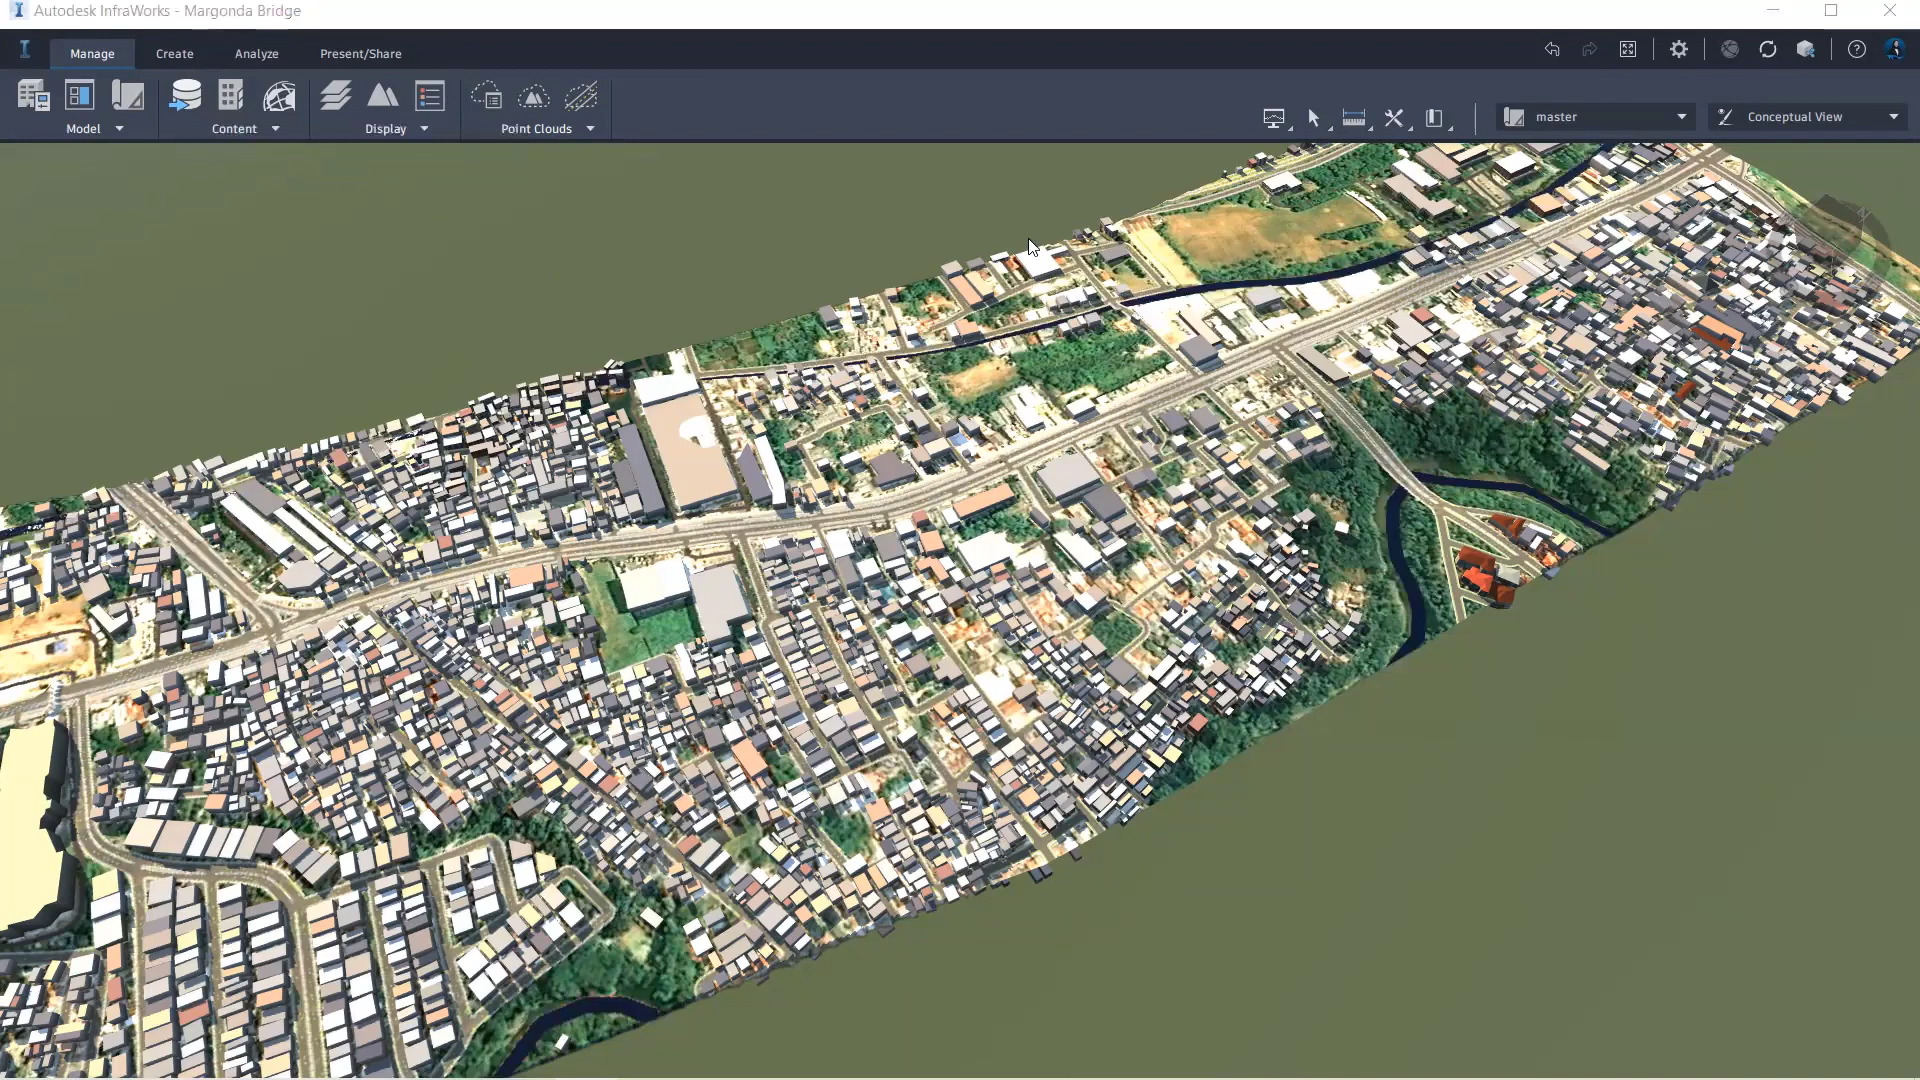 Autodesk InfraWorks - Margonda Bridge
Manage Create Analyze Present/Share
Model Content Display Point Clouds
master Conceptual View